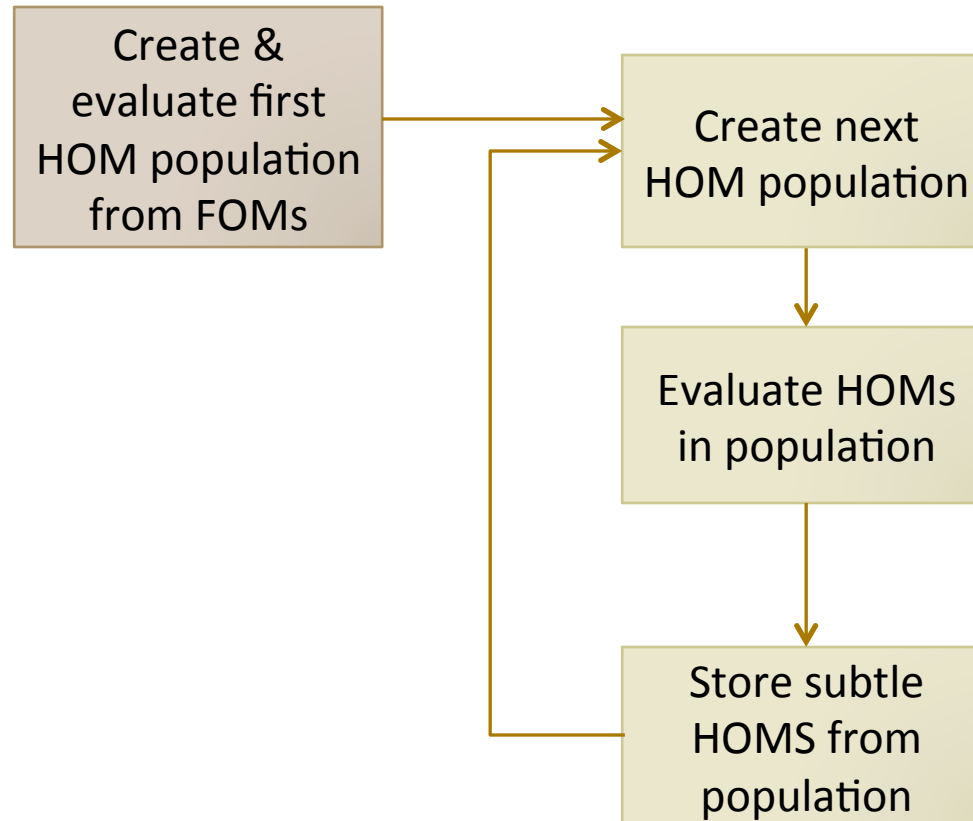 Create &
evaluate first
HOM population
from FOMs
Create next
HOM population
Evaluate HOMs
in population
Store subtle
HOMS from
population